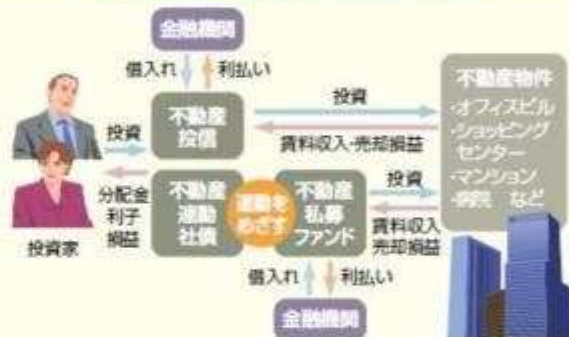 金融機関
借入れ
利払い
不動産
投信
投資
投資
賃料収入・売却損益
不動産物件
・オフィスビル
・ショッピング
センター
・マンション
・病院 など
投資家
分配金
利子
損益
不動産
連動
社債
連動を
めざす
不動産
私募
ファンド
投資
賃料収入
売却損益
借入れ
利払い
金融機関